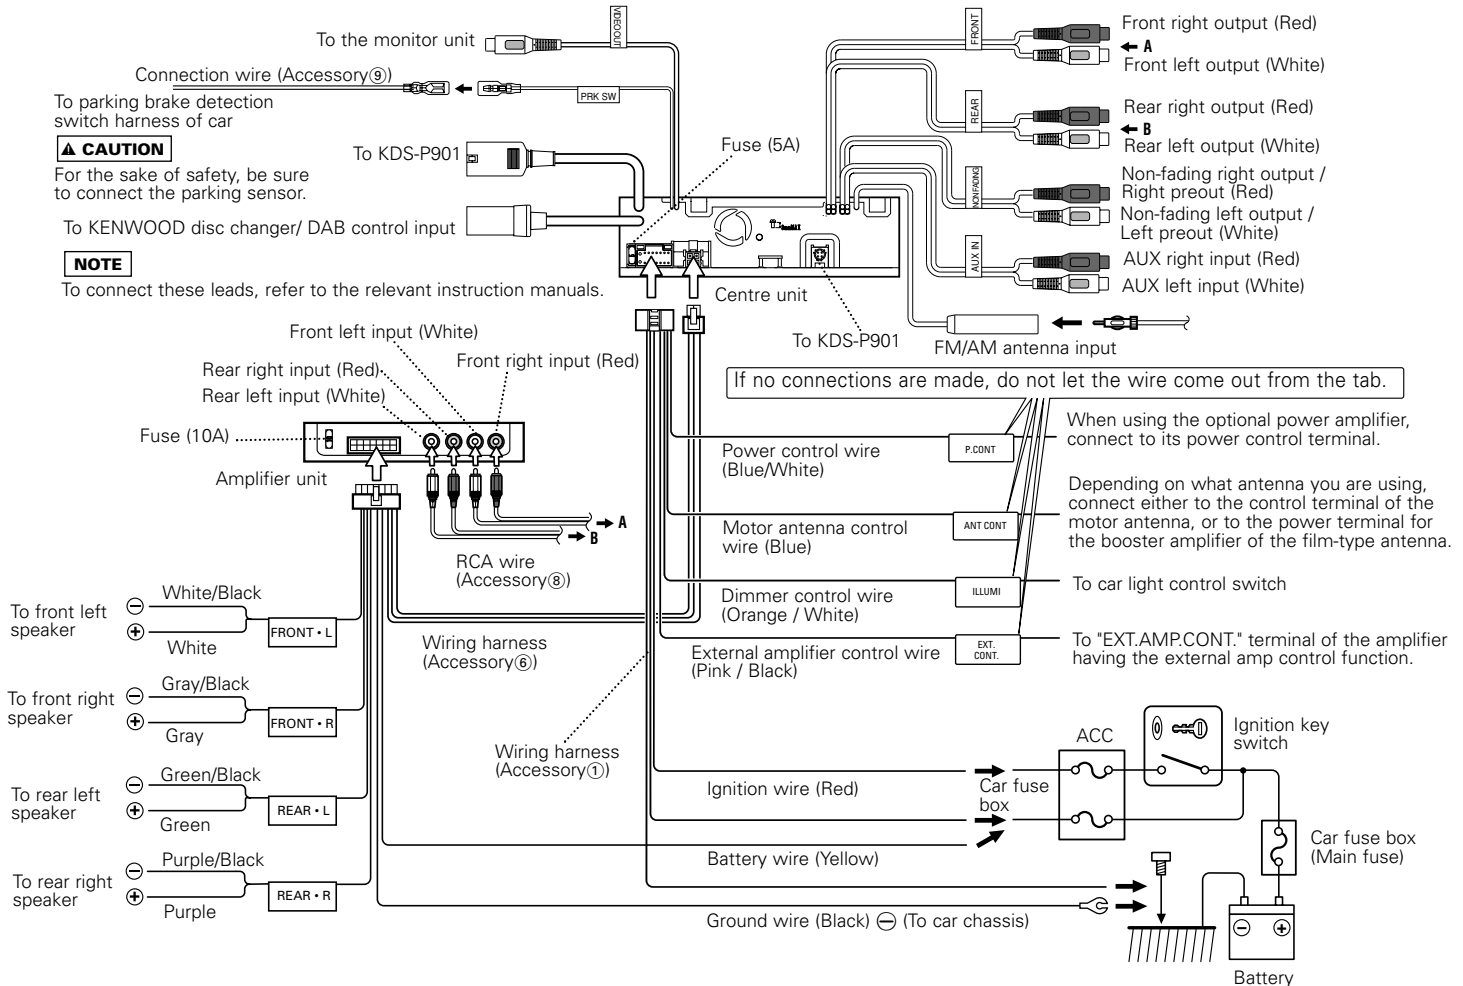 VIDEO OUT
To the monitor unit
Connection wire (Accessory⑨)
PRK SW
To parking brake detection
switch harness of car
CAUTION
For the sake of safety, be sure
to connect the parking sensor.
To KDS-P901
To KENWOOD disc changer/ DAB control input
NOTE
To connect these leads, refer to the relevant instruction manuals.
Fuse (5A)
Centre unit
To KDS-P901
FRONT
Front right output (Red)
A
Front left output (White)
REAR
Rear right output (Red)
B
Rear left output (White)
NON FADING
Non-fading right output /
Right preout (Red)
Non-fading left output /
Left preout (White)
AUX IN
AUX right input (Red)
AUX left input (White)
FM/AM antenna input
Front left input (White)
Front right input (Red)
Rear right input (Red)
Rear left input (White)
Fuse (10A)
Amplifier unit
A
B
RCA wire
(Accessory⑧)
If no connections are made, do not let the wire come out from the tab.
Power control wire
(Blue/White)
P.CONT
When using the optional power amplifier,
connect to its power control terminal.
Motor antenna control
wire (Blue)
ANT CONT
Depending on what antenna you are using,
connect either to the control terminal of the
motor antenna, or to the power terminal for
the booster amplifier of the film-type antenna.
Dimmer control wire
(Orange / White)
ILLUMI
To car light control switch
External amplifier control wire
(Pink / Black)
EXT.
CONT.
To "EXT.AMP.CONT." terminal of the amplifier
having the external amp control function.
Wiring harness
(Accessory⑥)
Wiring harness
(Accessory①)
To front left
speaker
⊖
White/Black
⊕
White
FRONT • L
To front right
speaker
⊖
Gray/Black
⊕
Gray
FRONT • R
To rear left
speaker
⊖
Green/Black
⊕
Green
REAR • L
To rear right
speaker
⊖
Purple/Black
⊕
Purple
REAR • R
Ignition wire (Red)
Car fuse
box
ACC
Ignition key
switch
Battery wire (Yellow)
Car fuse box
(Main fuse)
Ground wire (Black) ⊖ (To car chassis)
⊖ ⊕
Battery